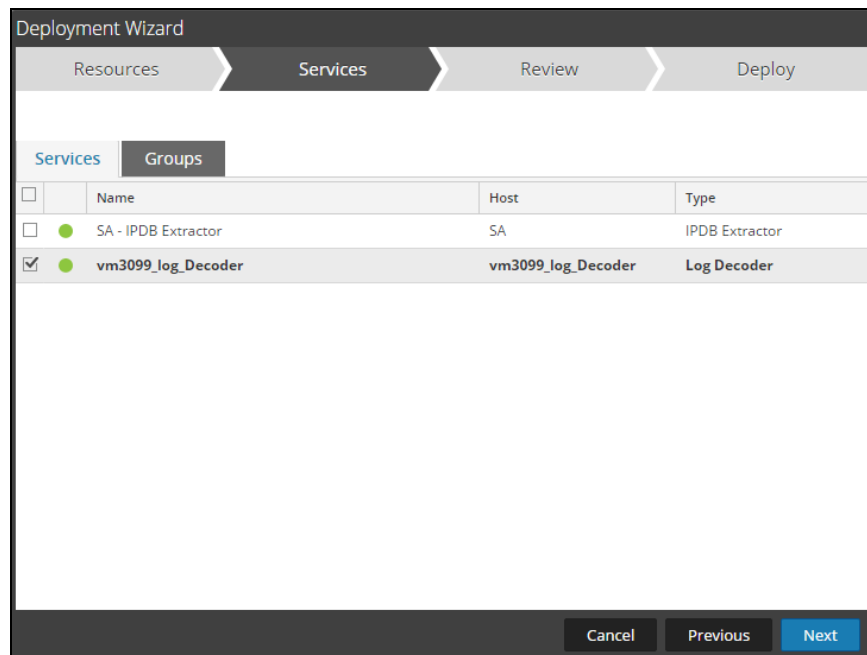 Deployment Wizard
Resources Services Review Deploy
Services Groups
Name Host Type
SA - IPDB Extractor SA IPDB Extractor
vm3099_log_Decoder vm3099_log_Decoder Log Decoder
Cancel Previous Next